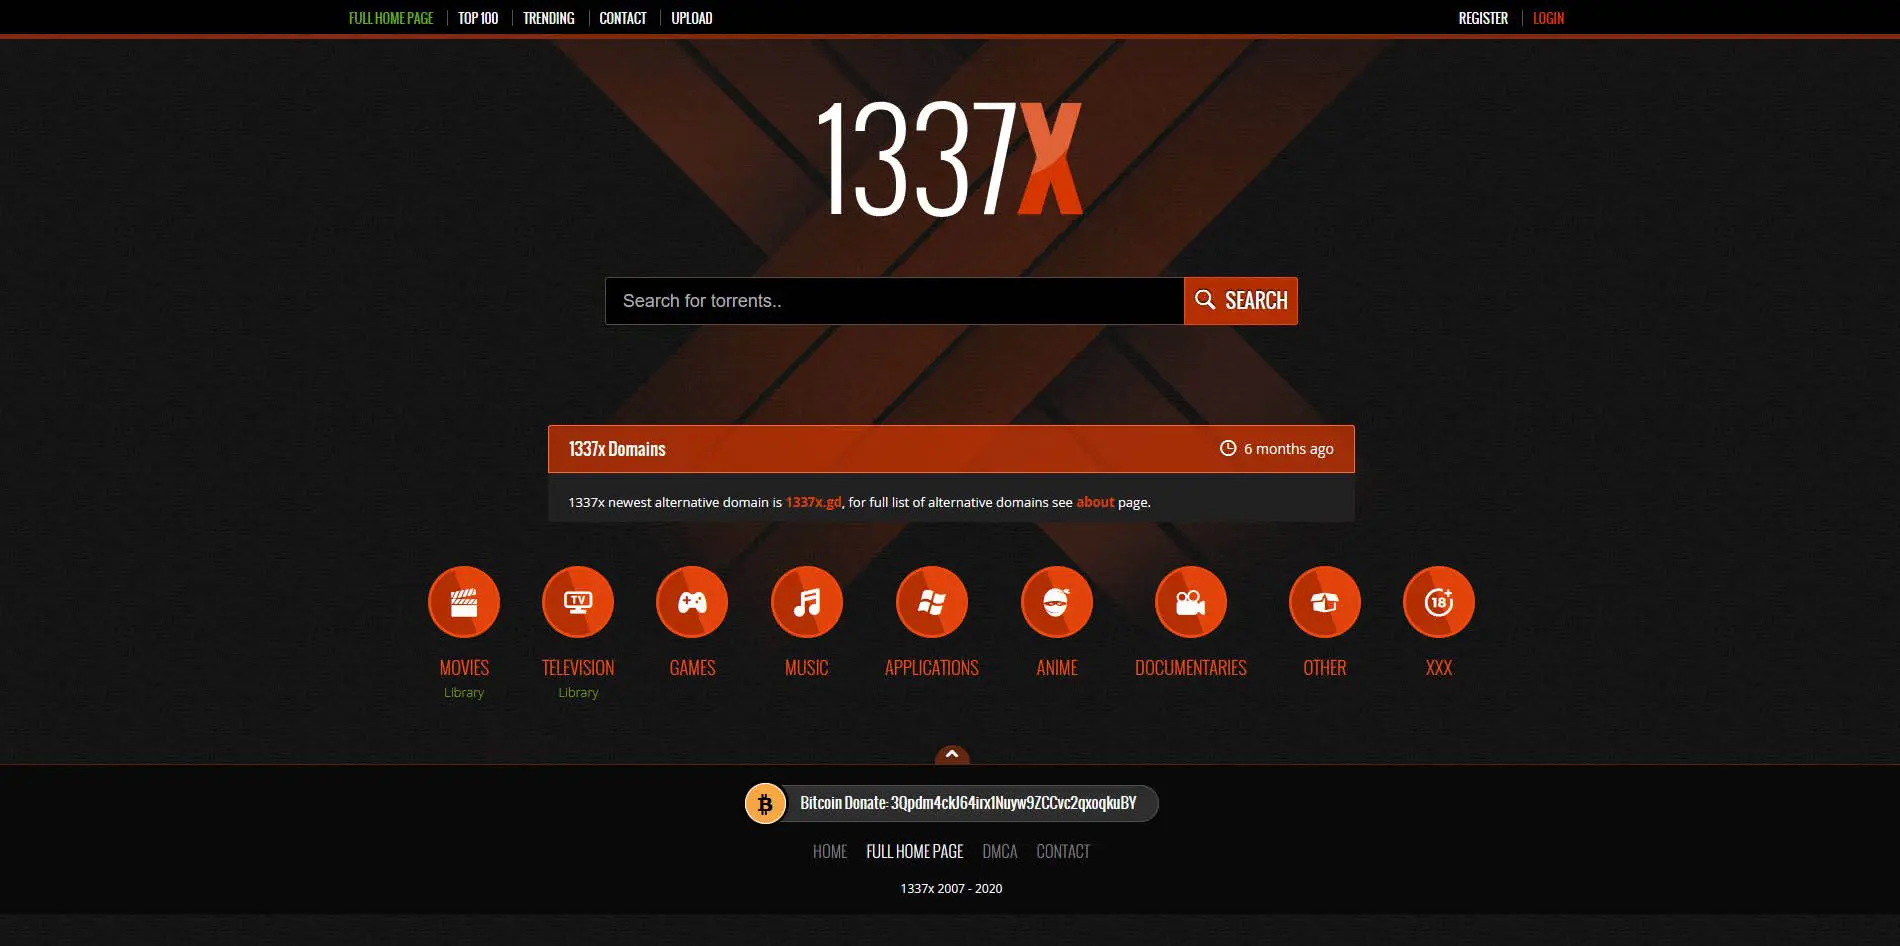 FULL HOME PAGE TOP 100 TRENDING CONTACT UPLOAD REGISTER LOGIN
1337X
Search for torrents.. SEARCH
1337x Domains 6 months ago
1337x newest alternative domain is 1337x.gd, for full list of alternative domains see about page.
TV 18+
MOVIES TELEVISION GAMES MUSIC APPLICATIONS ANIME DOCUMENTARIES OTHER XXX
Library Library
Bitcoin Donate: 3Qpdm4ckJ64irx1Nuyw9ZCCvc2qxoqkuBY
HOME FULL HOME PAGE DMCA CONTACT
1337x 2007 - 2020